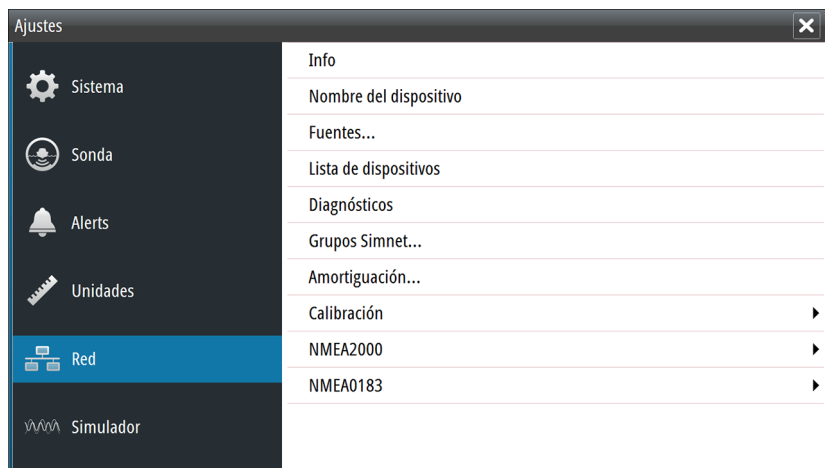 Ajustes
Sistema
Sonda
Alerts
Unidades
Red
Simulador
Info
Nombre del dispositivo
Fuentes...
Lista de dispositivos
Diagnósticos
Grupos Simnet...
Amortiguación...
Calibración
NMEA2000
NMEA0183